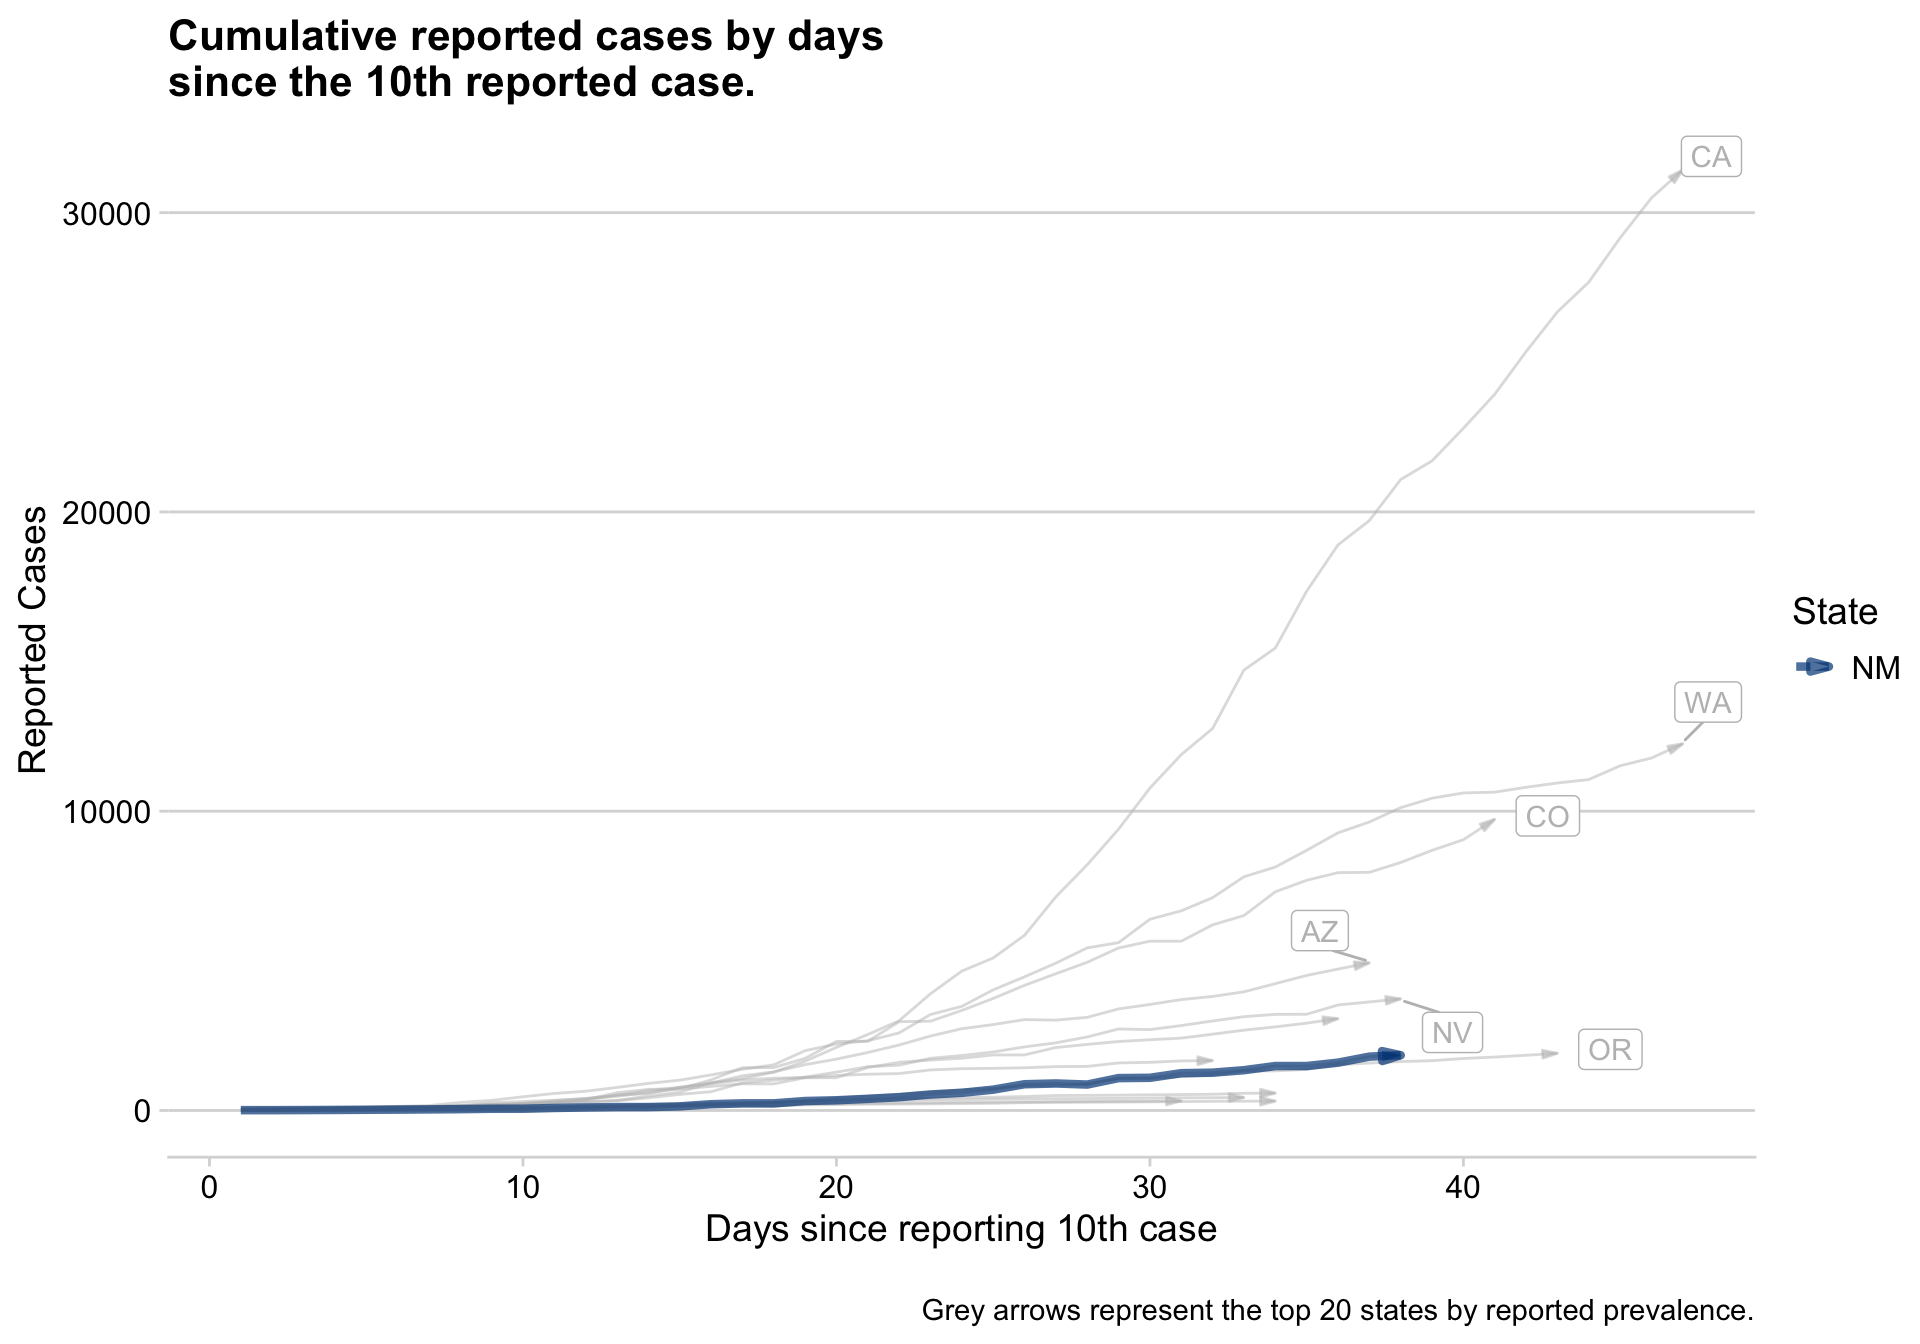 Cumulative reported cases by days
since the 10th reported case.
CA
30000
20000
Reported Cases
State
NM
WA
10000
CO
AZ
NV
OR
0
0 10 20 30 40
Days since reporting 10th case
Grey arrows represent the top 20 states by reported prevalence.